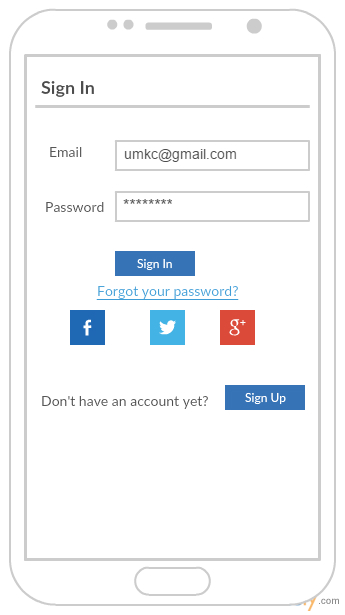 Sign In
Email
umkc@gmail.com
Password
********
Sign In
Forgot your password?
f
g+
Don't have an account yet?
Sign Up
.com